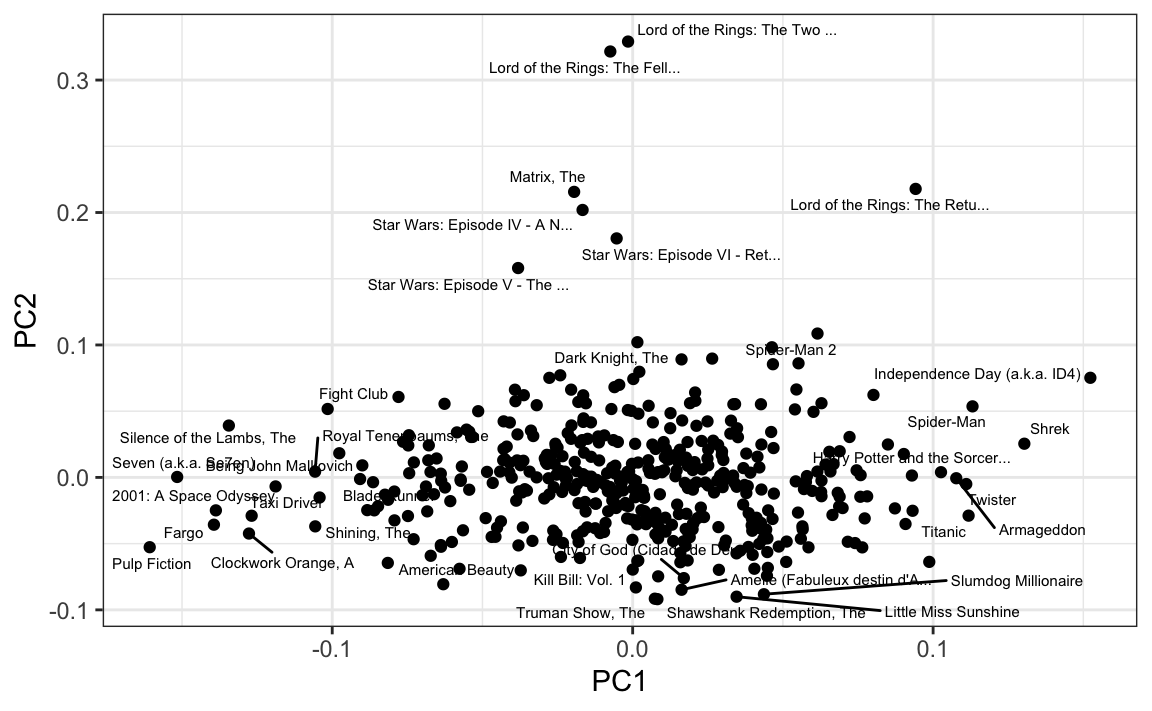 Lord of the Rings: The Two ...
Lord of the Rings: The Fell...
0.3
Matrix, The
Lord of the Rings: The Retu...
0.2
Star Wars: Episode IV - A N...
Star Wars: Episode VI - Ret...
Star Wars: Episode V - The ...
PC2
0.1
Spider-Man 2
Dark Knight, The
Independence Day (a.k.a. ID4)
Fight Club
Spider-Man
Shrek
Silence of the Lambs, The
Royal Tenenbaums, The
Seven (a.k.a. Se7en)
Being John Malkovich
Harry Potter and the Sorcer...
0.0
2001: A Space Odyssey
Taxi Driver
Blade Runner
Twister
Fargo
Shining, The
Titanic
Armageddon
City of God (Cidade de De...
Pulp Fiction
Clockwork Orange, A
American Beauty
Kill Bill: Vol. 1
Amelie (Fabuleux destin d'A...
Slumdog Millionaire
-0.1
Truman Show, The
Shawshank Redemption, The
Little Miss Sunshine
-0.1
0.0
0.1
PC1